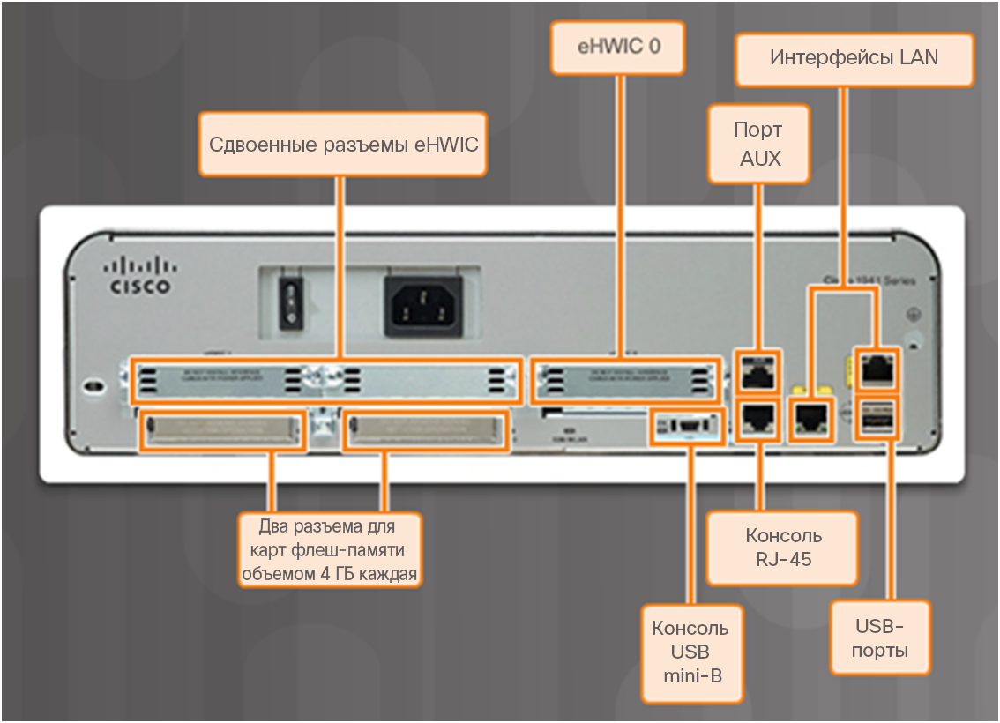 eHWIC 0
Интерфейсы LAN
Порт
AUX
Сдвоенные разъемы eHWIC
CISCO
Cisco 1941 Series
Два разъема для
карт флеш-памяти
объемом 4 ГБ каждая
Консоль
RJ-45
Консоль
USB
mini-B
USB-
порты